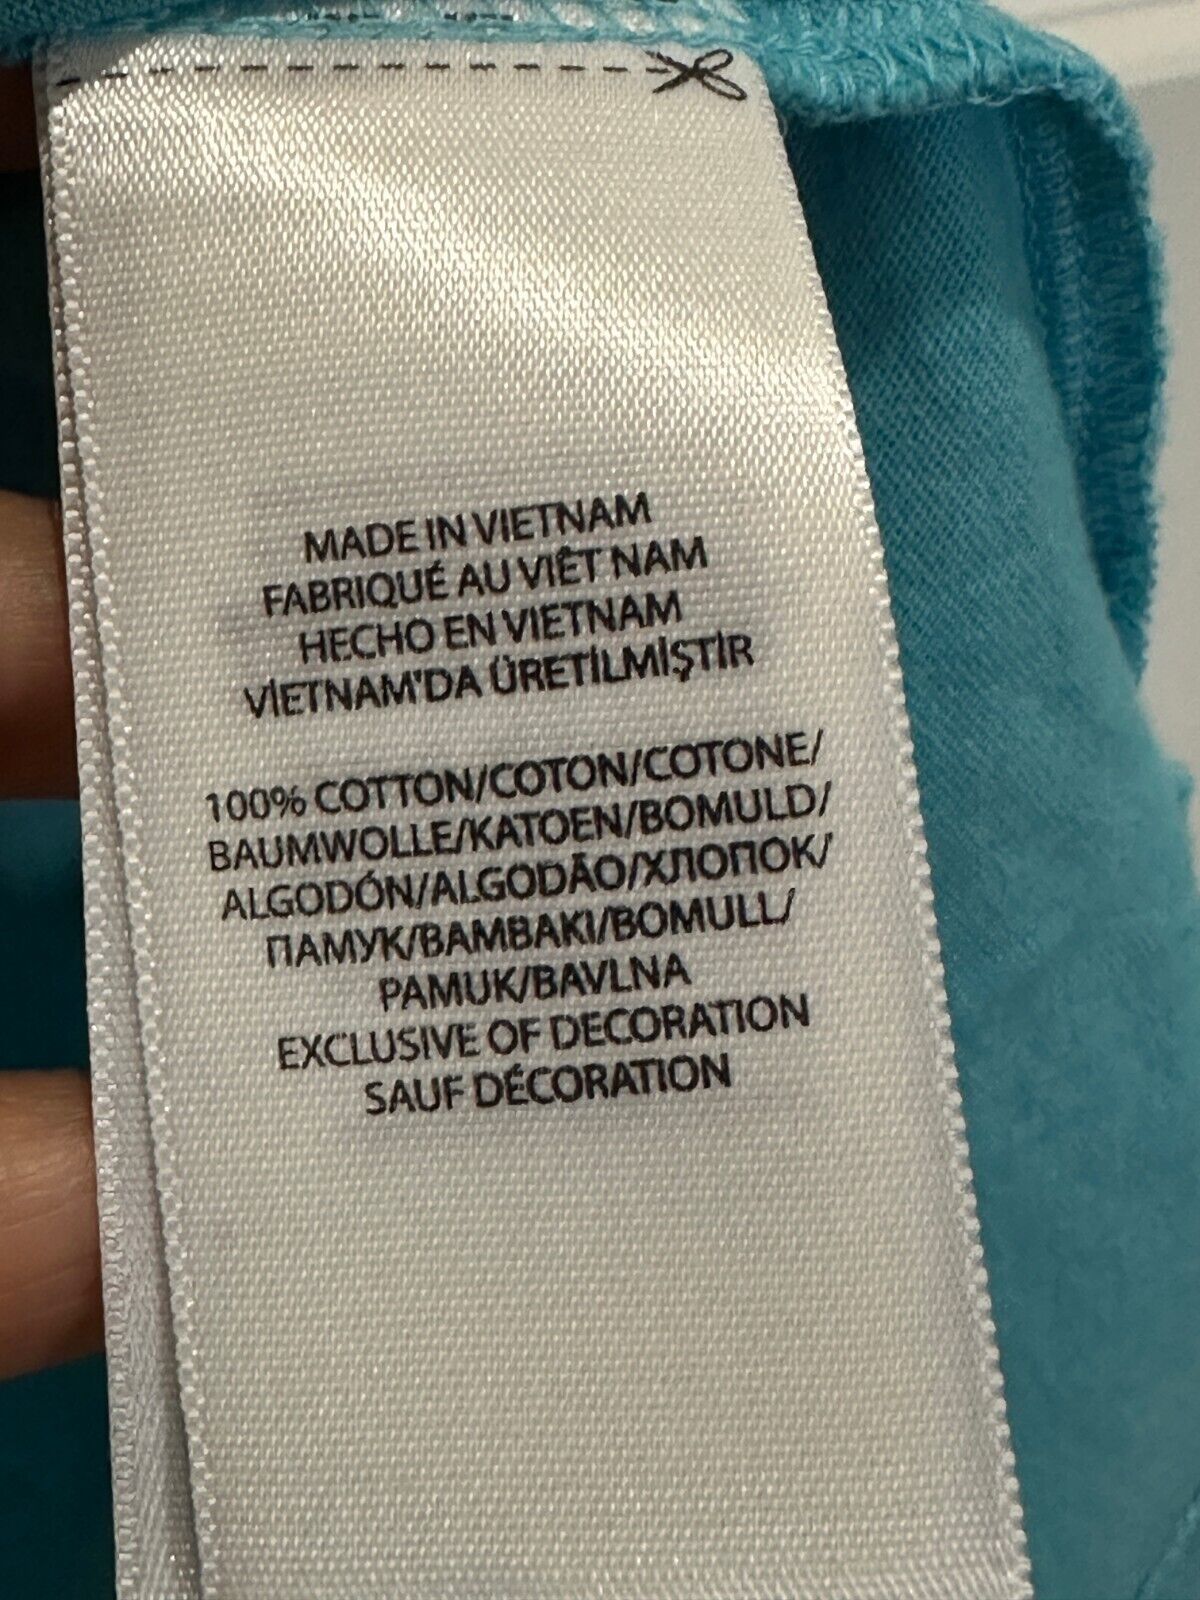 MADE IN VIETNAM
FABRIQUÉ AU VIÊT NAM
HECHO EN VIETNAM
VİETNAM'DA ÜRETİLMİŞTİR
100% COTTON/COTON/COTONE/
BAUMWOLLE/KATOEN/BOMULD/
ALGODÓN/ALGODÃO/ХЛОПОК/
ПАМУК/ΒΑΜΒΑΚΙ/BOMULL/
PAMUK/BAVLNA
EXCLUSIVE OF DECORATION
SAUF DÉCORATION